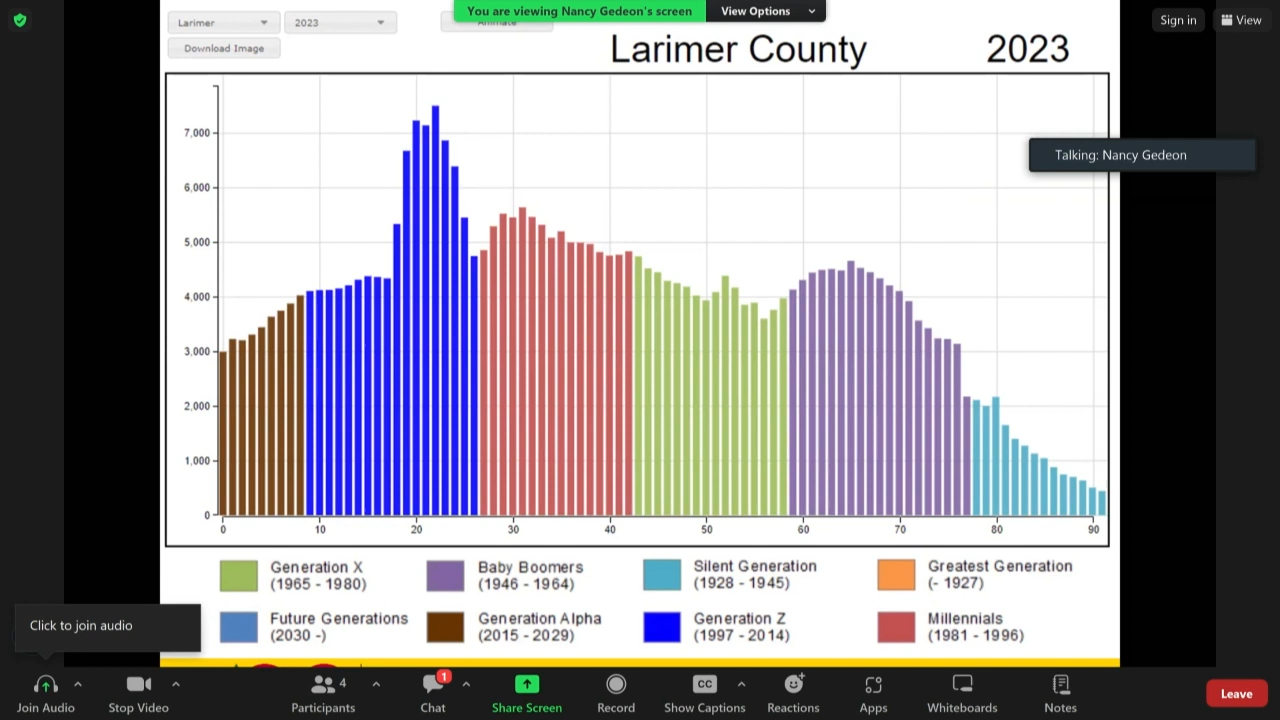 You are viewing Nancy Gedeon's screen
View Options
Sign in
View
Larimer
2023
Animate
Download Image
Larimer County
2023
Talking: Nancy Gedeon
7,000
6,000
5,000
4,000
3,000
2,000
1,000
0
0 10 20 30 40 50 60 70 80 90
Generation X
(1965 - 1980)
Baby Boomers
(1946 - 1964)
Silent Generation
(1928 - 1945)
Greatest Generation
(- 1927)
Future Generations
(2030 -)
Generation Alpha
(2015 - 2029)
Generation Z
(1997 - 2014)
Millennials
(1981 - 1996)
Click to join audio
Join Audio
Stop Video
4
Participants
1
Chat
Share Screen
Record
CC
Show Captions
Reactions
Apps
Whiteboards
Notes
Leave